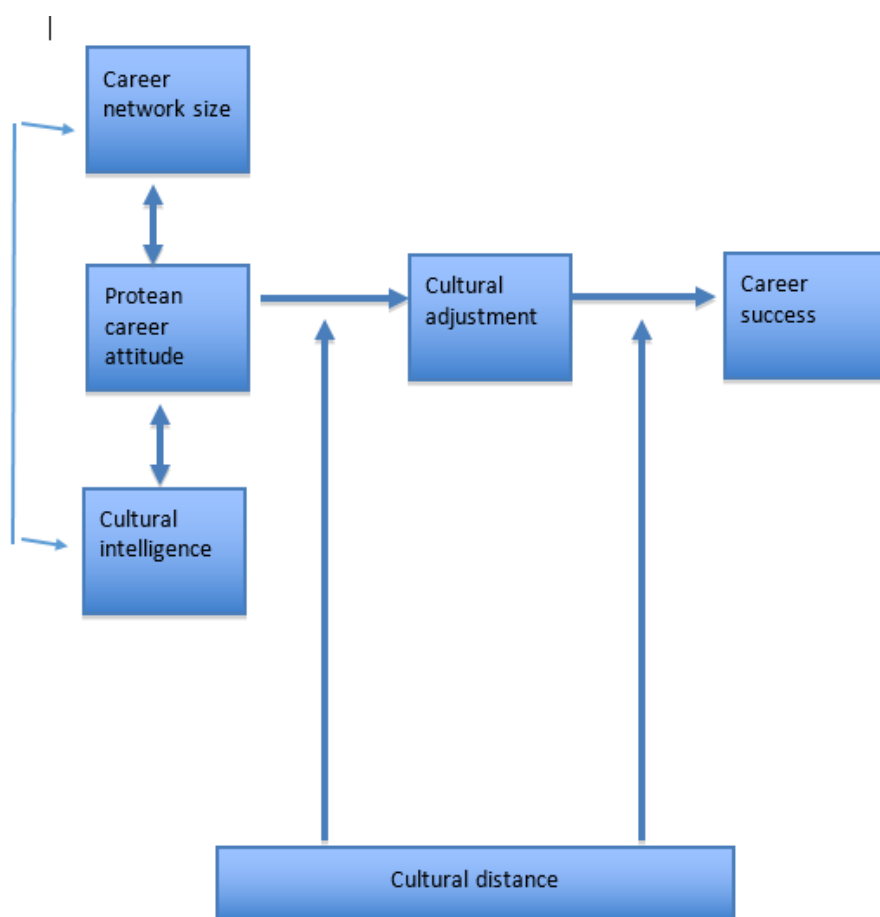 Career
network size
Protean
career
attitude
Cultural
adjustment
Career
success
Cultural
intelligence
Cultural distance